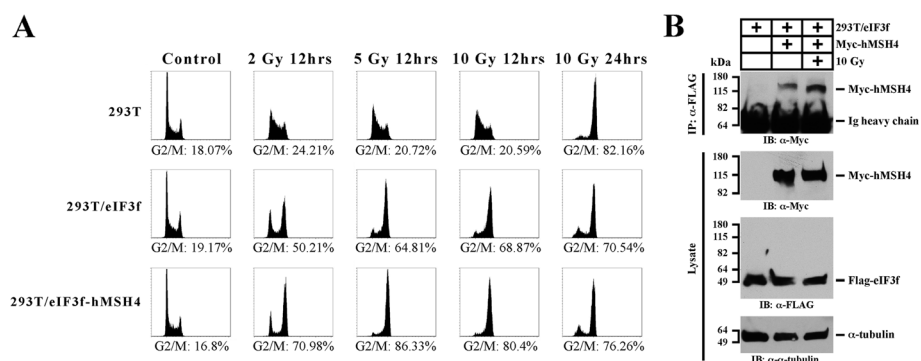 A
Control 2 Gy 12hrs 5 Gy 12hrs 10 Gy 12hrs 10 Gy 24hrs
293T
G2/M: 18.07% G2/M: 24.21% G2/M: 20.72% G2/M: 20.59% G2/M: 82.16%
293T/eIF3f
G2/M: 19.17% G2/M: 50.21% G2/M: 64.81% G2/M: 68.87% G2/M: 70.54%
293T/eIF3f-hMSH4
G2/M: 16.8% G2/M: 70.98% G2/M: 86.33% G2/M: 80.4% G2/M: 76.26%
B
+ + + 293T/eIF3f
+ + Myc-hMSH4
+ 10 Gy
kDa
IP: α-FLAG
180
115 Myc-hMSH4
82
64 Ig heavy chain
IB: α-Myc
Lysate
180
115 Myc-hMSH4
82
IB: α-Myc
180
115
82
64
49 Flag-eIF3f
IB: α-FLAG
64
49 α-tubulin
IB: α-α-tubulin